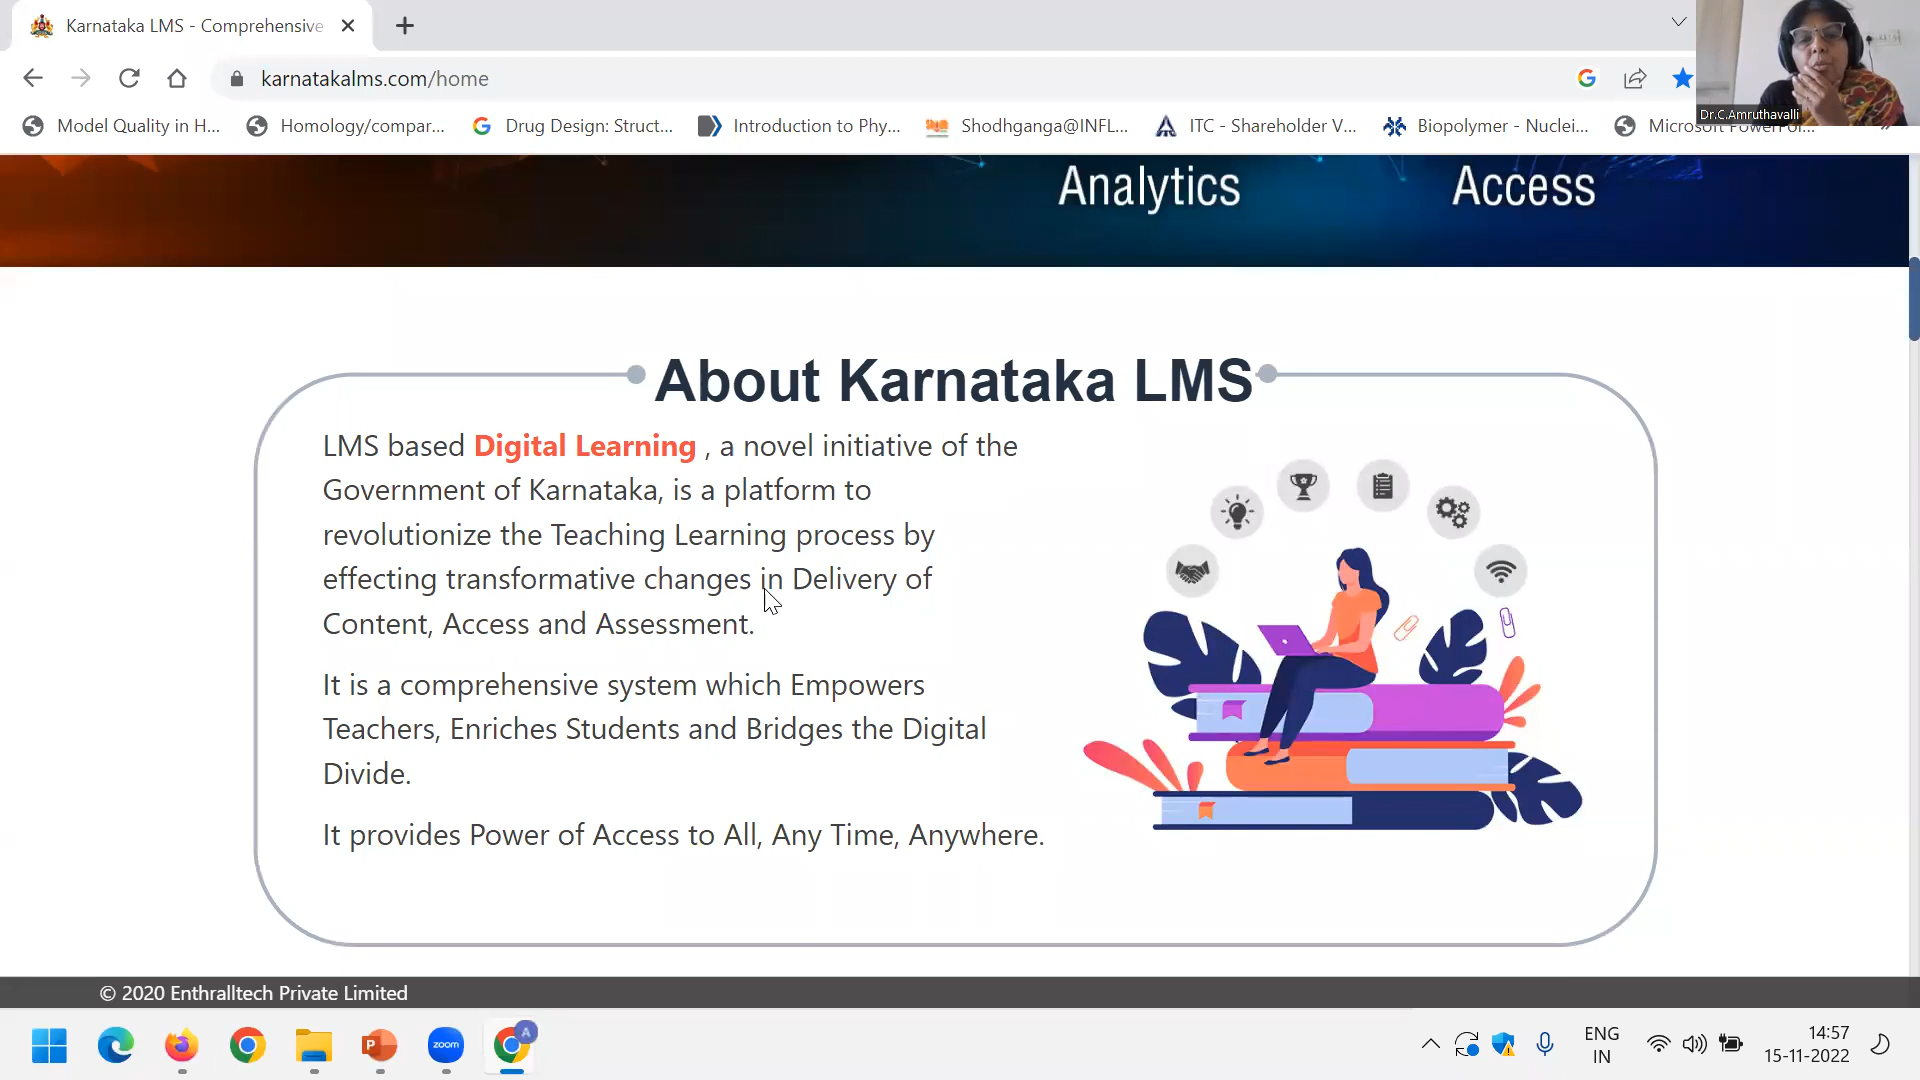 Karnataka LMS - Comprehensive
karnatakalms.com/home
Model Quality in H... Homology/compar... Drug Design: Struct... Introduction to Phy... Shodhganga@INFL... ITC - Shareholder V... Biopolymer - Nuclei... Microsoft PowerPoi...
Dr.C.Amruthavalli
Analytics Access
About Karnataka LMS
LMS based Digital Learning , a novel initiative of the
Government of Karnataka, is a platform to
revolutionize the Teaching Learning process by
effecting transformative changes in Delivery of
Content, Access and Assessment.
It is a comprehensive system which Empowers
Teachers, Enriches Students and Bridges the Digital
Divide.
It provides Power of Access to All, Any Time, Anywhere.
© 2020 Enthralltech Private Limited
zoom
A
ENG
IN
14:57
15-11-2022